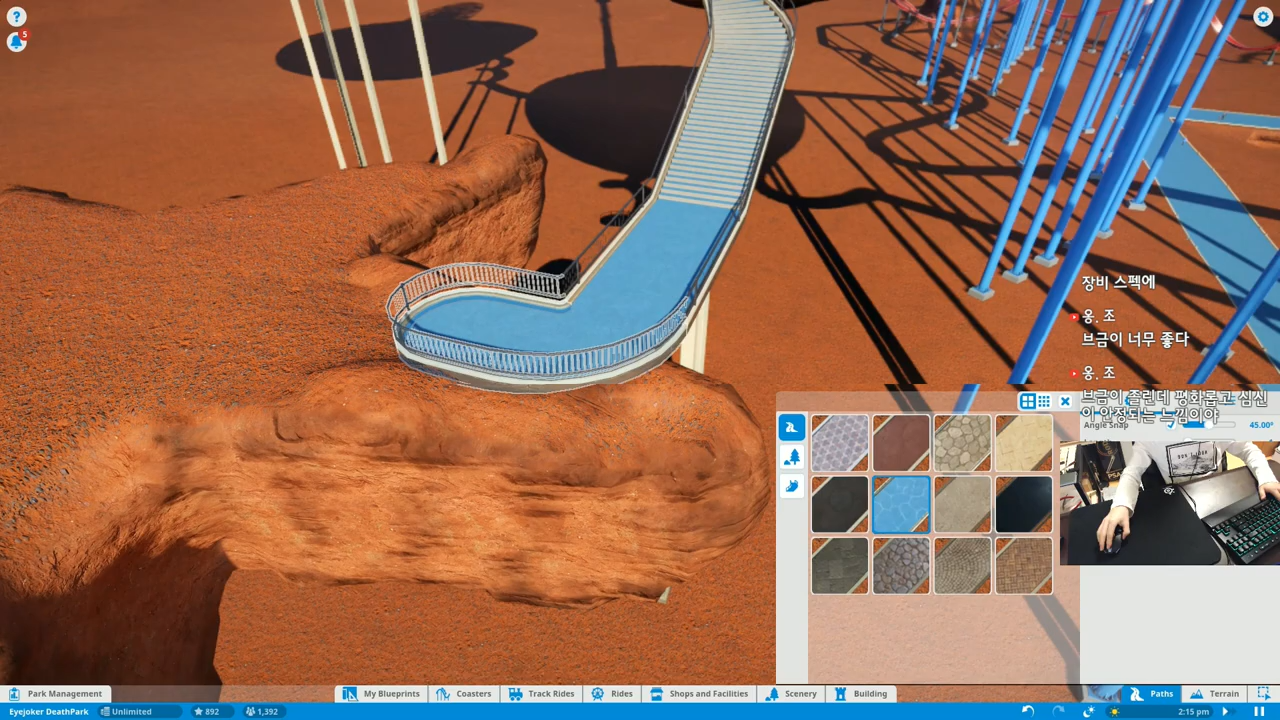 ?
5
장비 스펙에
옹. 조
브금이 너무 좋다
옹. 조
브금이 졸린데 평화롭고 심신
이 안정되는 느낌이야
Angle Snap
45.00°
Park Management
My Blueprints
Coasters
Track Rides
Rides
Shops and Facilities
Scenery
Building
Paths
Terrain
Eyejoker DeathPark
Unlimited
892
1,392
2:15 pm